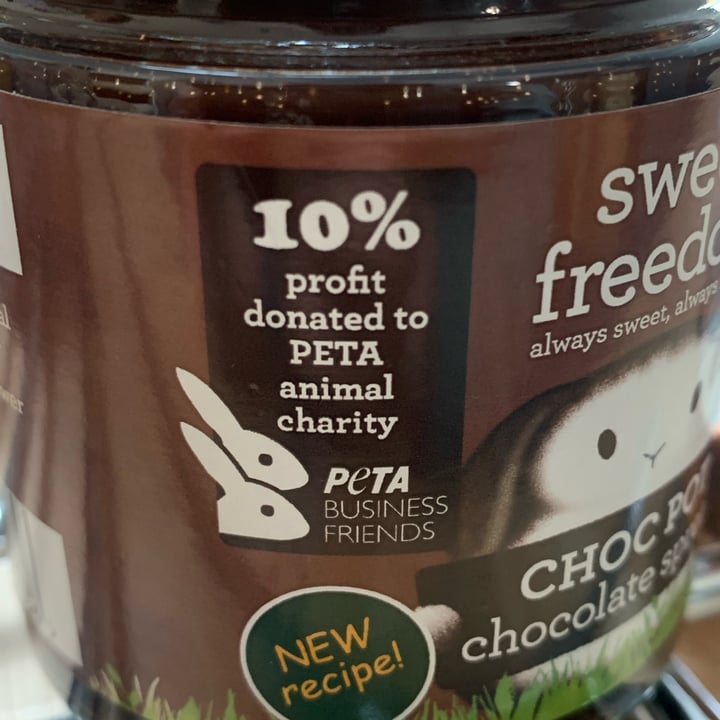 10%
profit
donated to
PETA
animal
charity
PETA
BUSINESS
FRIENDS
swe
freedo
always sweet, always
CHOC PO
chocolate sp
NEW
recipe!